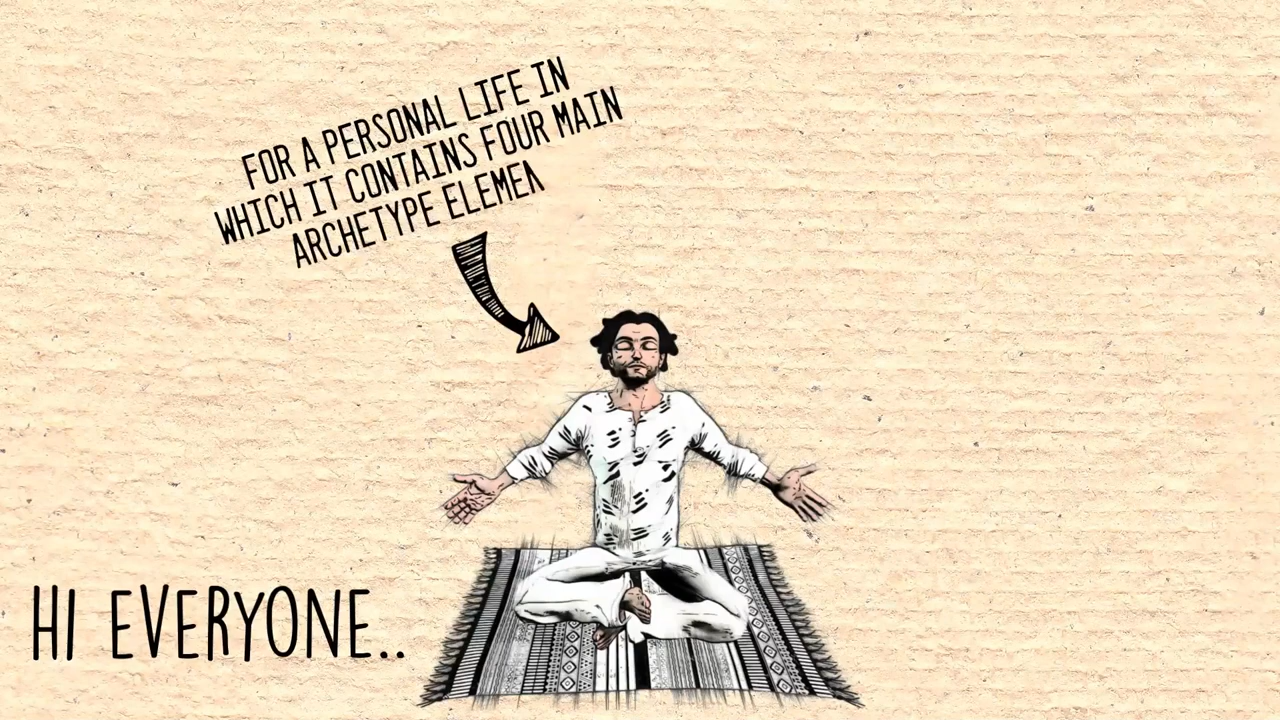 FOR A PERSONAL LIFE IN
WHICH IT CONTAINS FOUR MAIN
ARCHETYPE
HI EVERYONE..